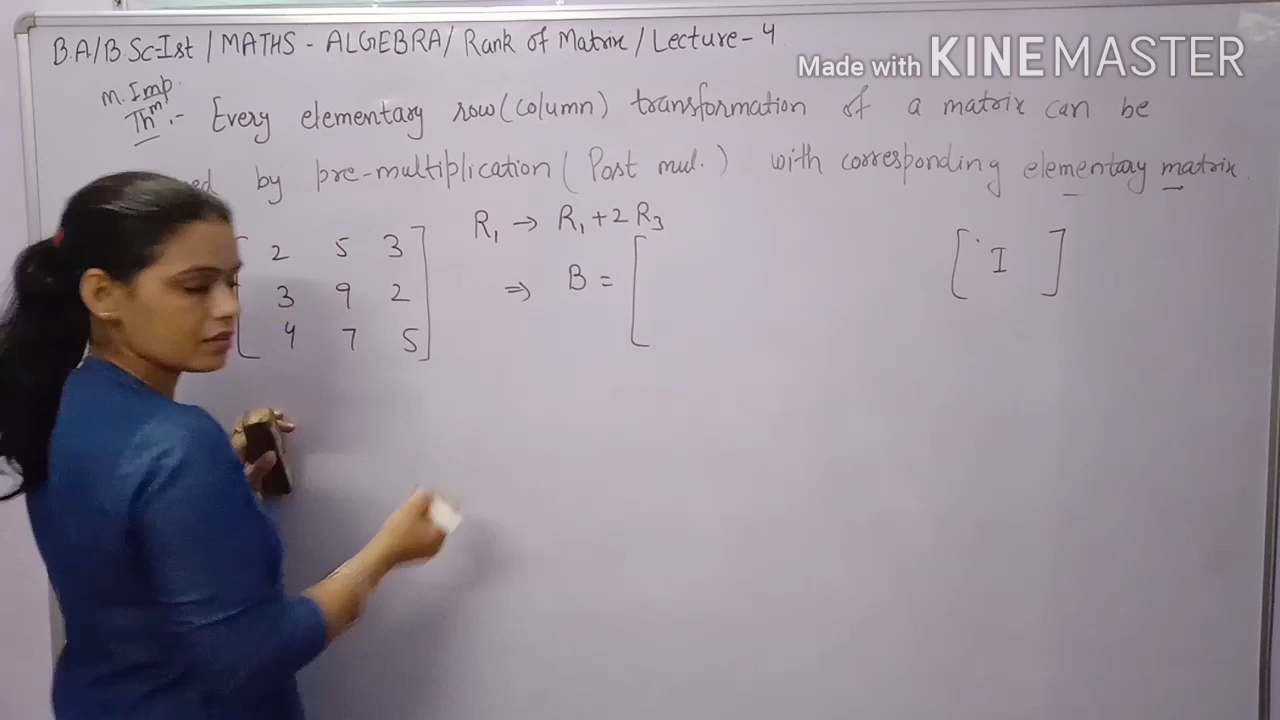 B.A/B.Sc-Ist / MATHS - ALGEBRA / Rank of Matrix / Lecture-4
Made with KINEMASTER
m. Imp.
Thm :- Every elementary row (column) transformation of a matrix can be
by pre-multiplication (Post mul.) with corresponding elementary matrix.
R1 → R1 + 2 R3
2 5 3
3 9 2
4 7 5
⇒ B =
[ I ]